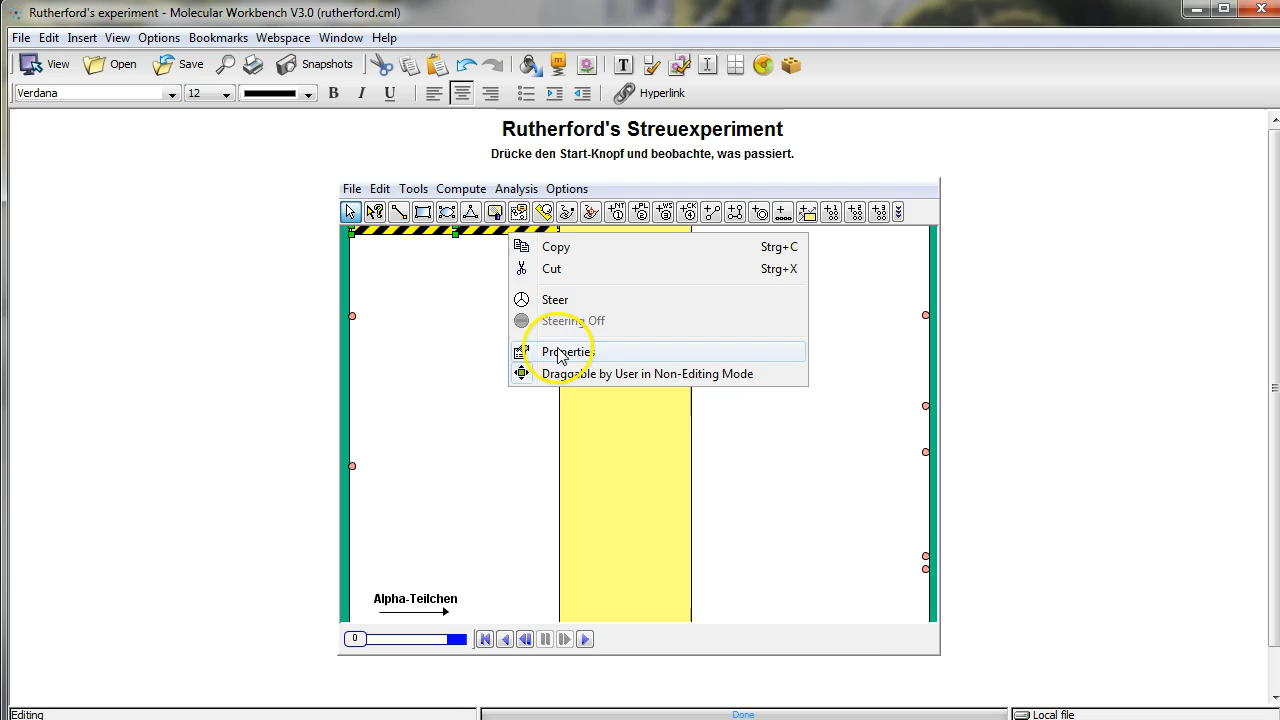 Rutherford's experiment - Molecular Workbench V3.0 (rutherford.cml)
File Edit Insert View Options Bookmarks Webspace Window Help
View Open Save Snapshots T
Verdana 12 B I U Hyperlink
Rutherford's Streuexperiment
Drücke den Start-Knopf und beobachte, was passiert.
File Edit Tools Compute Analysis Options
Copy Strg+C
Cut Strg+X
Steer
Steering Off
Properties
Draggable by User in Non-Editing Mode
Alpha-Teilchen
0
Editing Done Local file